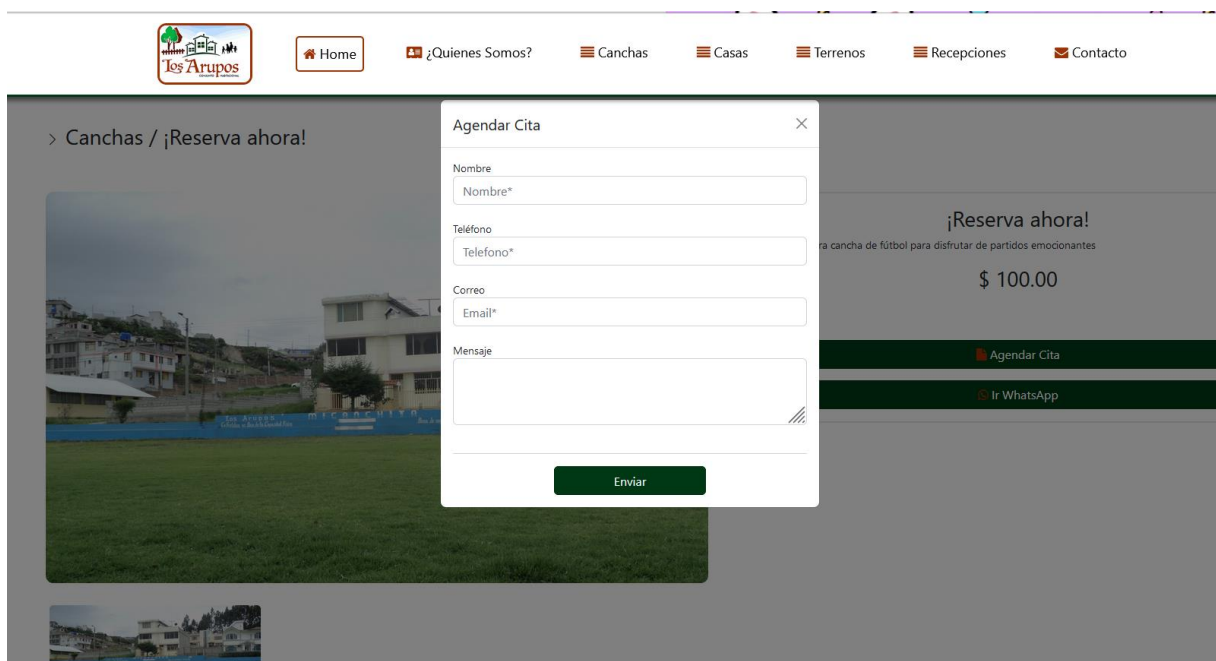 Los Arupos
Home
¿Quienes Somos?
Canchas
Casas
Terrenos
Recepciones
Contacto
> Canchas / ¡Reserva ahora!
Agendar Cita
Nombre
Nombre*
Teléfono
Telefono*
Correo
Email*
Mensaje
Enviar
¡Reserva ahora!
cancha de fútbol para disfrutar de partidos emocionantes
$ 100.00
Agendar Cita
Ir WhatsApp